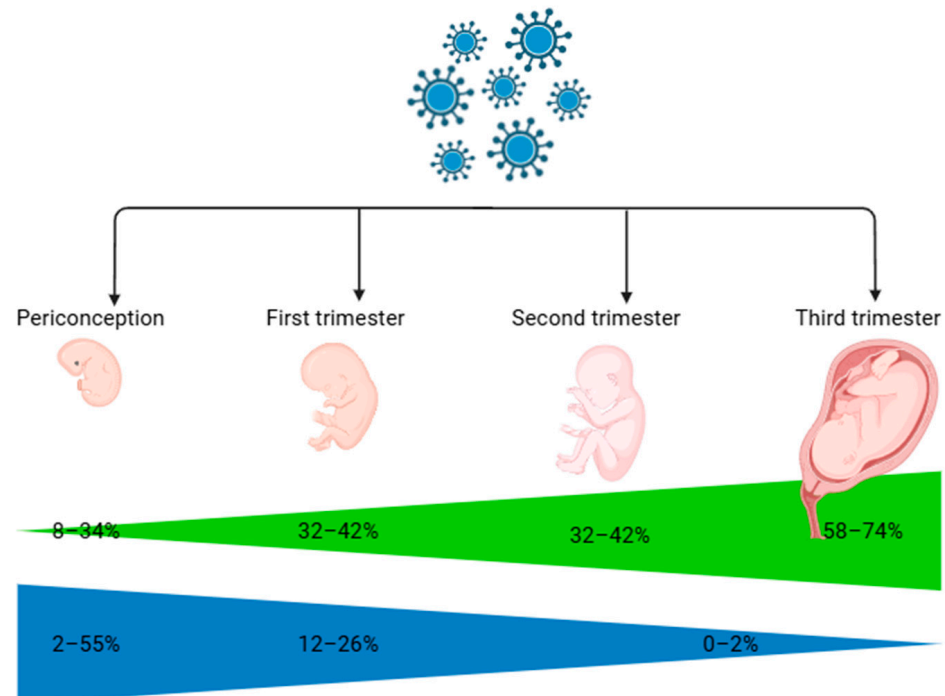 Periconception First trimester Second trimester Third trimester
8–34% 32–42% 32–42% 58–74%
2–55% 12–26% 0–2%